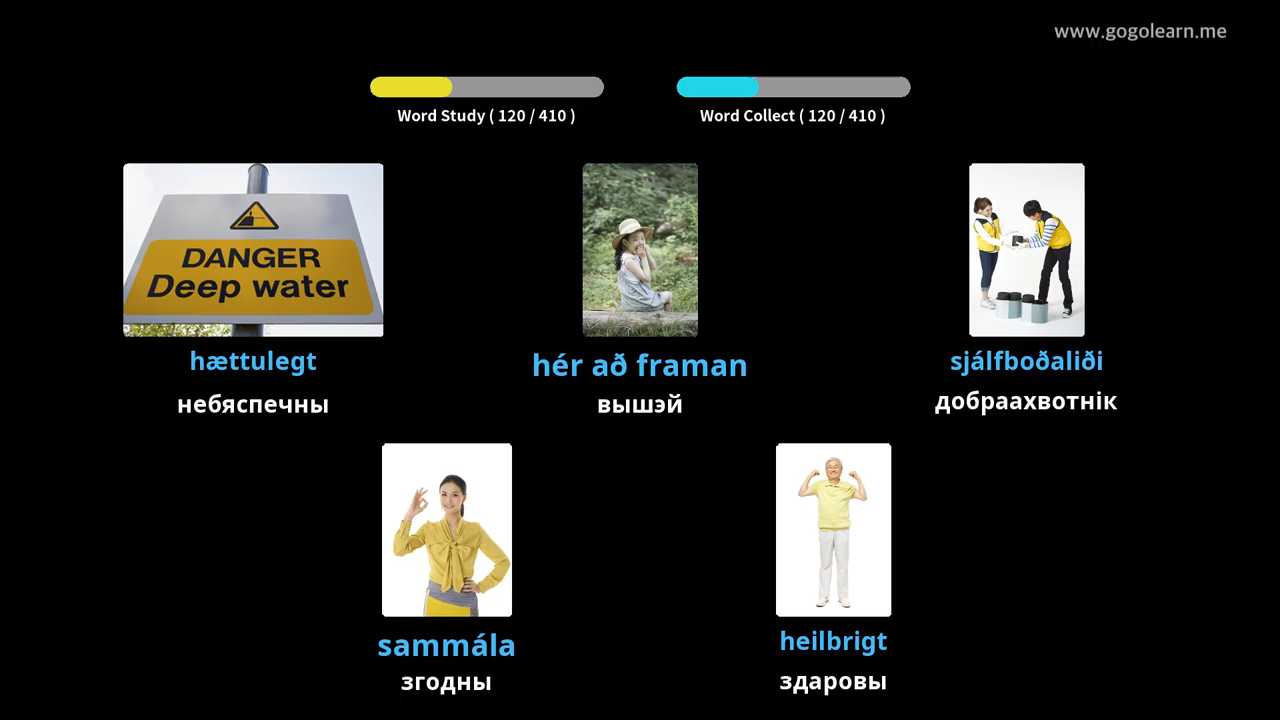 www.gogolearn.me
Word Study ( 120 / 410 )
Word Collect ( 120 / 410 )
DANGER
Deep water
hættulegt
небяспечны
hér að framan
вышэй
sjálfboðaliði
добраахвотнік
sammála
згодны
heilbrigt
здаровы